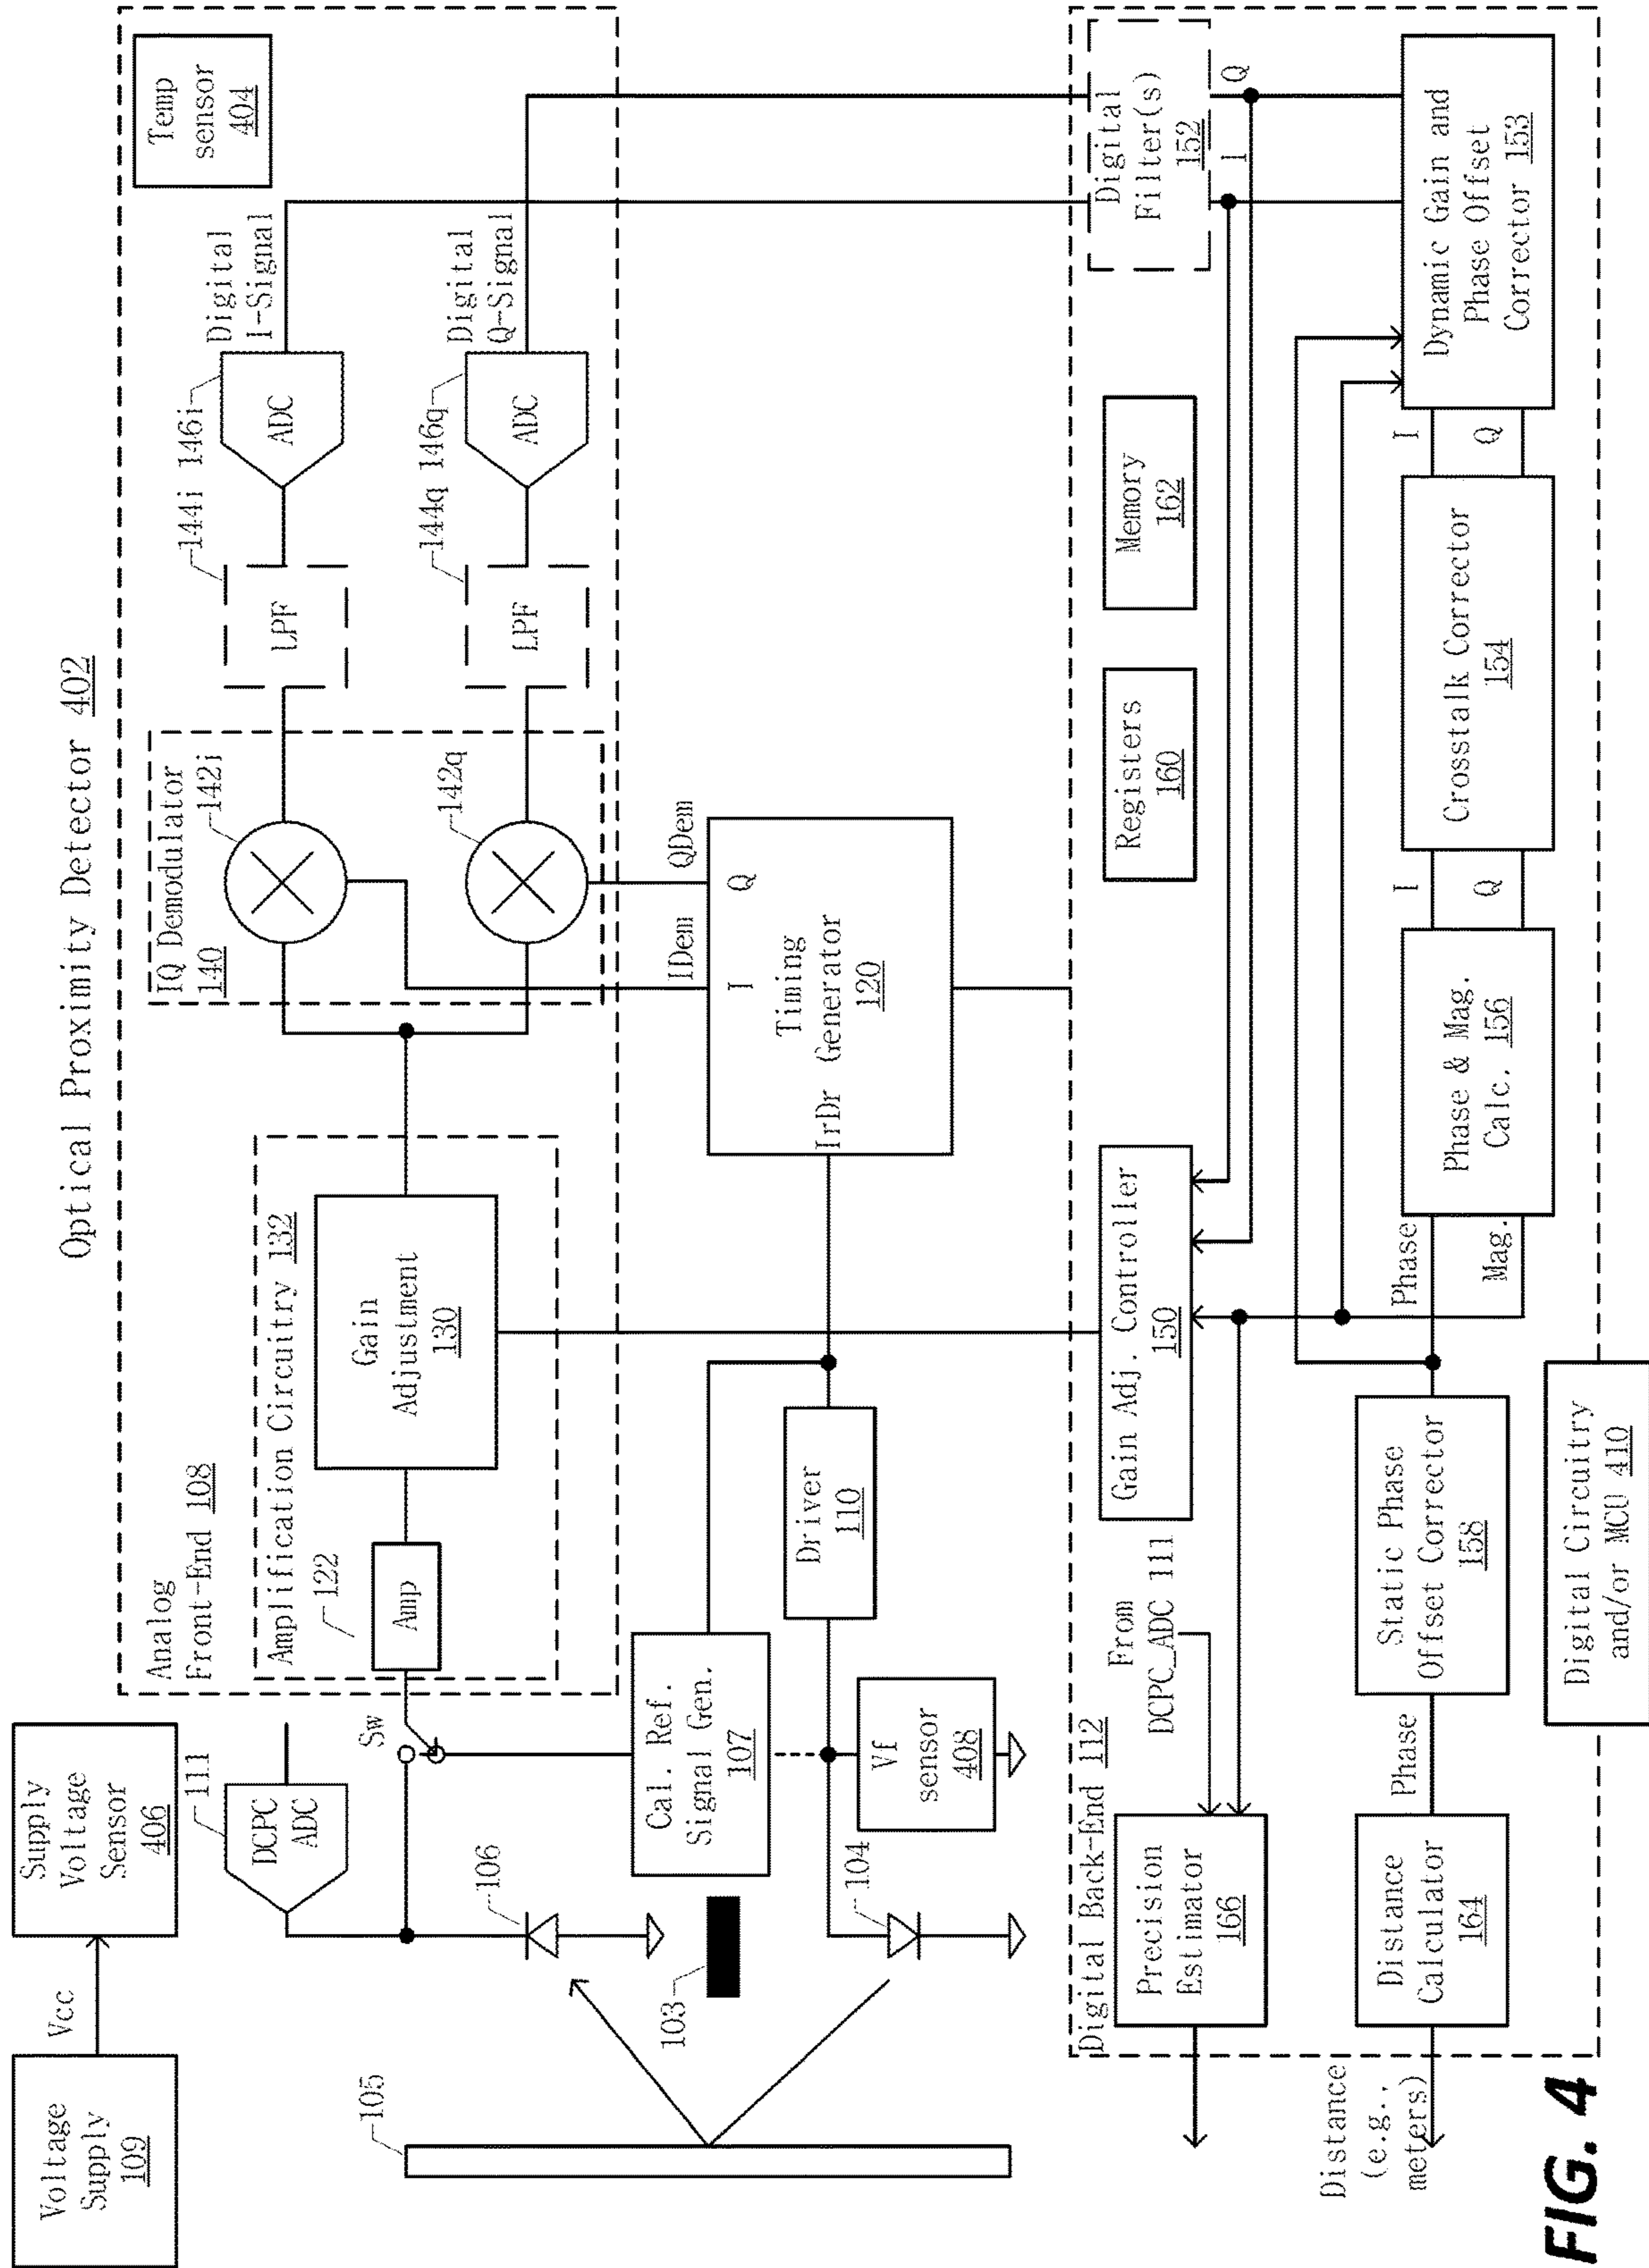 Optical Proximity Detector 402
Voltage
Supply
109
Vcc
Supply
Voltage
Sensor
406
111
DCPC
ADC
Analog
Front-End 108
Amplification Circuitry 132
122
Amp
Gain
Adjustment
130
IQ Demodulator
140
142i
142q
144i
146i
LPF
ADC
Digital
I-Signal
144q
146q
LPF
ADC
Digital
Q-Signal
Temp
sensor
404
Sw
105
106
103
104
Cal. Ref.
Signal Gen.
107
Vf
sensor
408
Driver
110
IDem
QDem
I
Q
IrDr
Timing
Generator
120
Digital Back-End 112
From
DCPC_ADC 111
Precision
Estimator
166
Gain Adj. Controller
150
Registers
160
Memory
162
Digital
Filter(s)
152
I
Q
Distance
(e.g.,
meters)
Distance
Calculator
164
Phase
Static Phase
Offset Corrector
158
Phase
Mag.
Phase & Mag.
Calc. 156
I
Q
Crosstalk Corrector
154
I
Q
Dynamic Gain and
Phase Offset
Corrector 153
Digital Circuitry
and/or MCU 410
FIG. 4